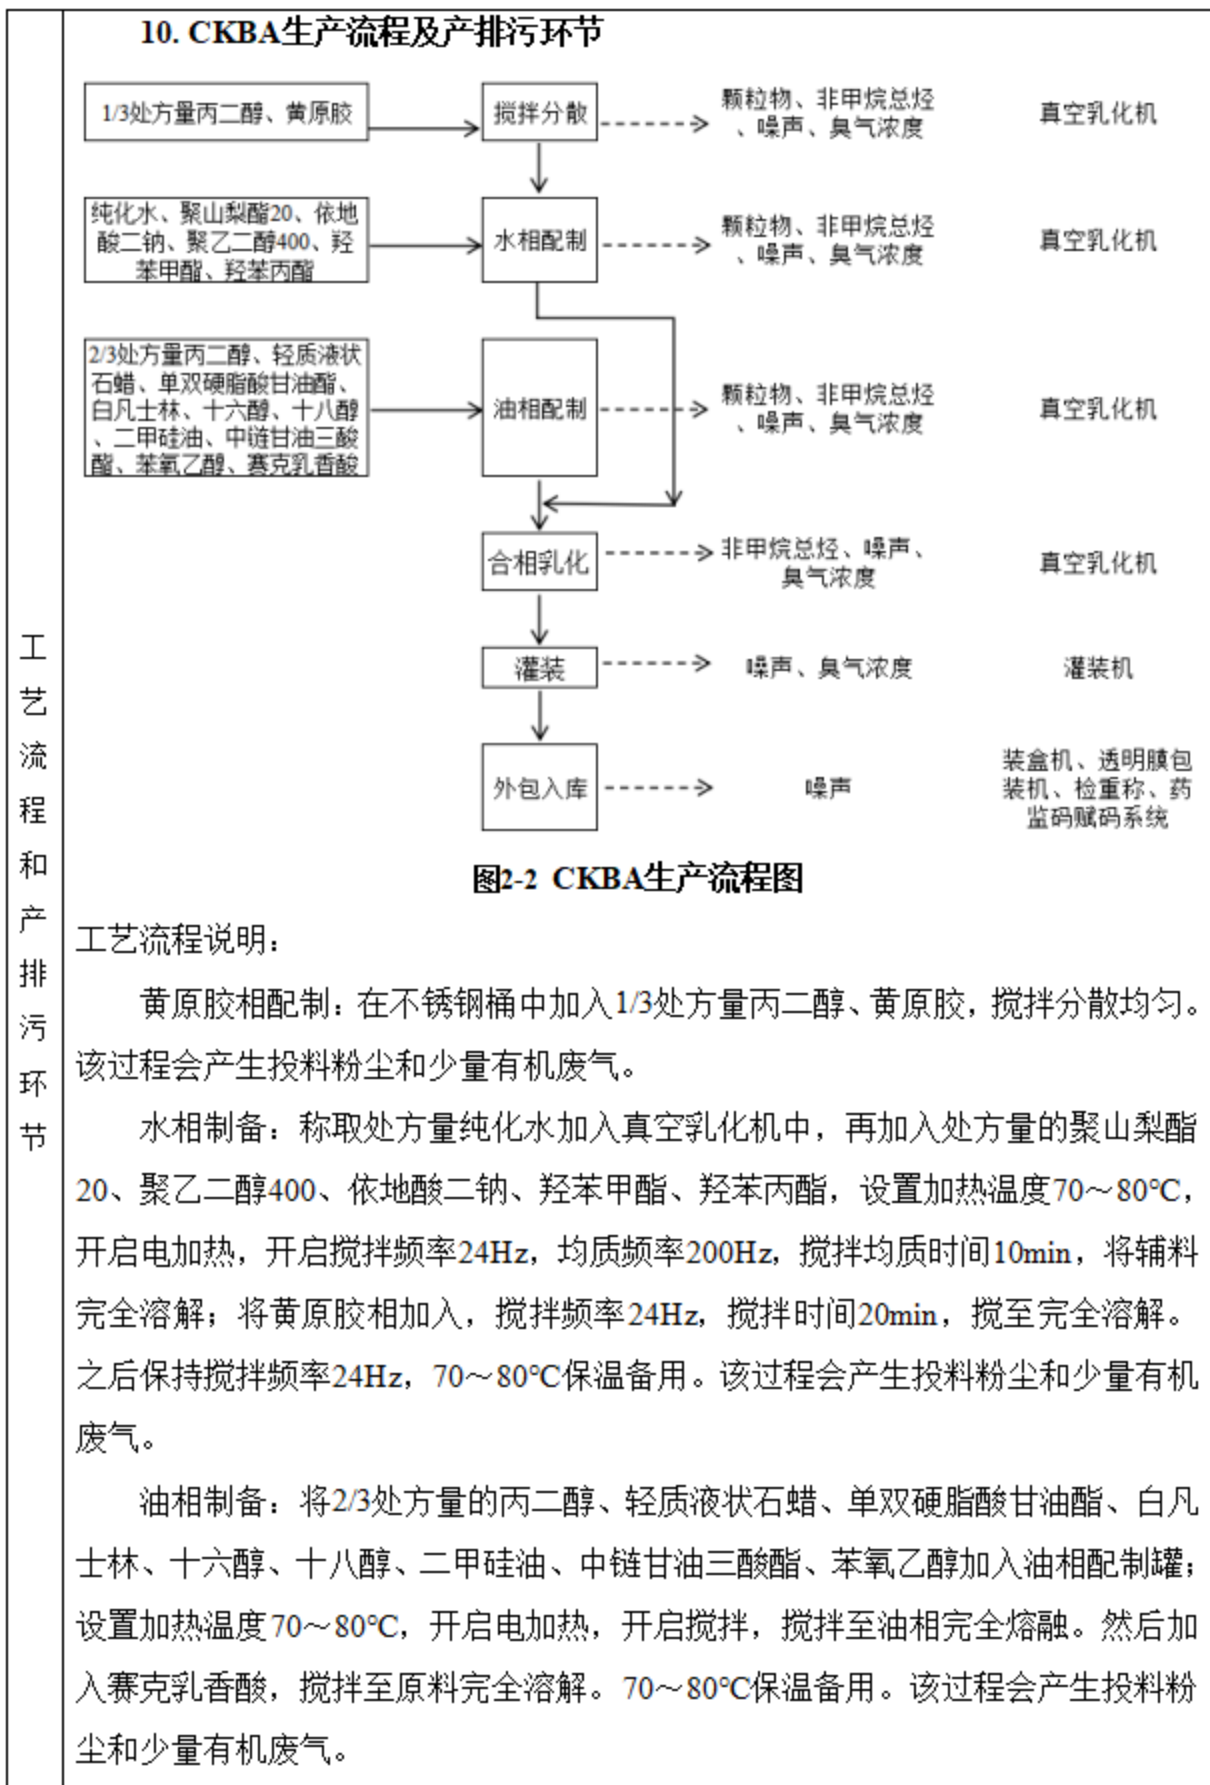 10. CKBA生产流程及产排污环节
1/3处方量丙二醇、黄原胶
搅拌分散
颗粒物、非甲烷总烃
、噪声、臭气浓度
真空乳化机
纯化水、聚山梨酯20、依地
酸二钠、聚乙二醇400、羟
苯甲酯、羟苯丙酯
水相配制
颗粒物、非甲烷总烃
、噪声、臭气浓度
真空乳化机
2/3处方量丙二醇、轻质液状
石蜡、单双硬脂酸甘油酯、
白凡士林、十六醇、十八醇
、二甲硅油、中链甘油三酸
酯、苯氧乙醇、赛克乳香酸
油相配制
颗粒物、非甲烷总烃
、噪声、臭气浓度
真空乳化机
合相乳化
非甲烷总烃、噪声、
臭气浓度
真空乳化机
灌装
噪声、臭气浓度
灌装机
外包入库
噪声
装盒机、透明膜包
装机、检重称、药
监码赋码系统
图2-2 CKBA生产流程图
工
艺
流
程
和
产
排
污
环
节
工艺流程说明：
黄原胶相配制：在不锈钢桶中加入1/3处方量丙二醇、黄原胶，搅拌分散均匀。
该过程会产生投料粉尘和少量有机废气。
水相制备：称取处方量纯化水加入真空乳化机中，再加入处方量的聚山梨酯
20、聚乙二醇400、依地酸二钠、羟苯甲酯、羟苯丙酯，设置加热温度70～80℃，
开启电加热，开启搅拌频率24Hz，均质频率200Hz，搅拌均质时间10min，将辅料
完全溶解；将黄原胶相加入，搅拌频率24Hz，搅拌时间20min，搅至完全溶解。
之后保持搅拌频率24Hz，70～80℃保温备用。该过程会产生投料粉尘和少量有机
废气。
油相制备：将2/3处方量的丙二醇、轻质液状石蜡、单双硬脂酸甘油酯、白凡
士林、十六醇、十八醇、二甲硅油、中链甘油三酸酯、苯氧乙醇加入油相配制罐；
设置加热温度70～80℃，开启电加热，开启搅拌，搅拌至油相完全熔融。然后加
入赛克乳香酸，搅拌至原料完全溶解。70～80℃保温备用。该过程会产生投料粉
尘和少量有机废气。